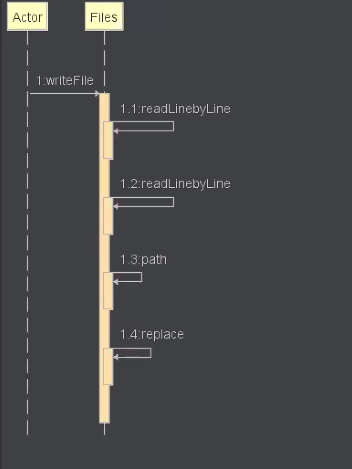 Actor Files
1:writeFile
1.1:readLinebyLine
1.2:readLinebyLine
1.3:path
1.4:replace